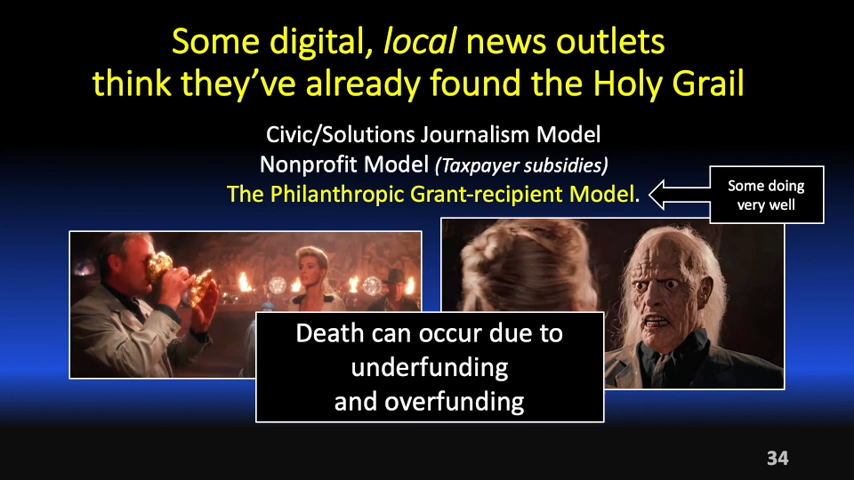 Some digital, local news outlets
think they’ve already found the Holy Grail
Civic/Solutions Journalism Model
Nonprofit Model (Taxpayer subsidies)
The Philanthropic Grant-recipient Model.
Some doing
very well
Death can occur due to
underfunding
and overfunding
34